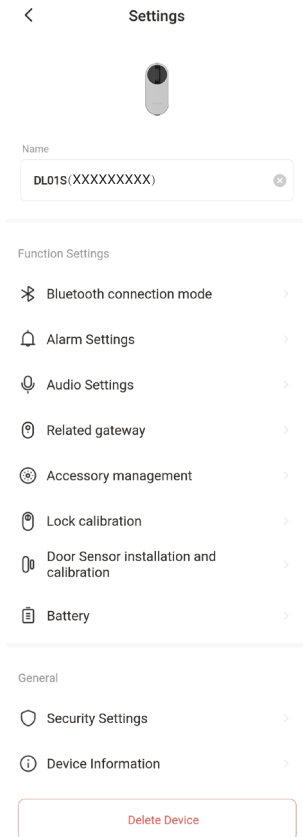 Settings
Name
DL01S(XXXXXXXXX)
Function Settings
Bluetooth connection mode
Alarm Settings
Audio Settings
Related gateway
Accessory management
Lock calibration
Door Sensor installation and
calibration
Battery
General
Security Settings
Device Information
Delete Device